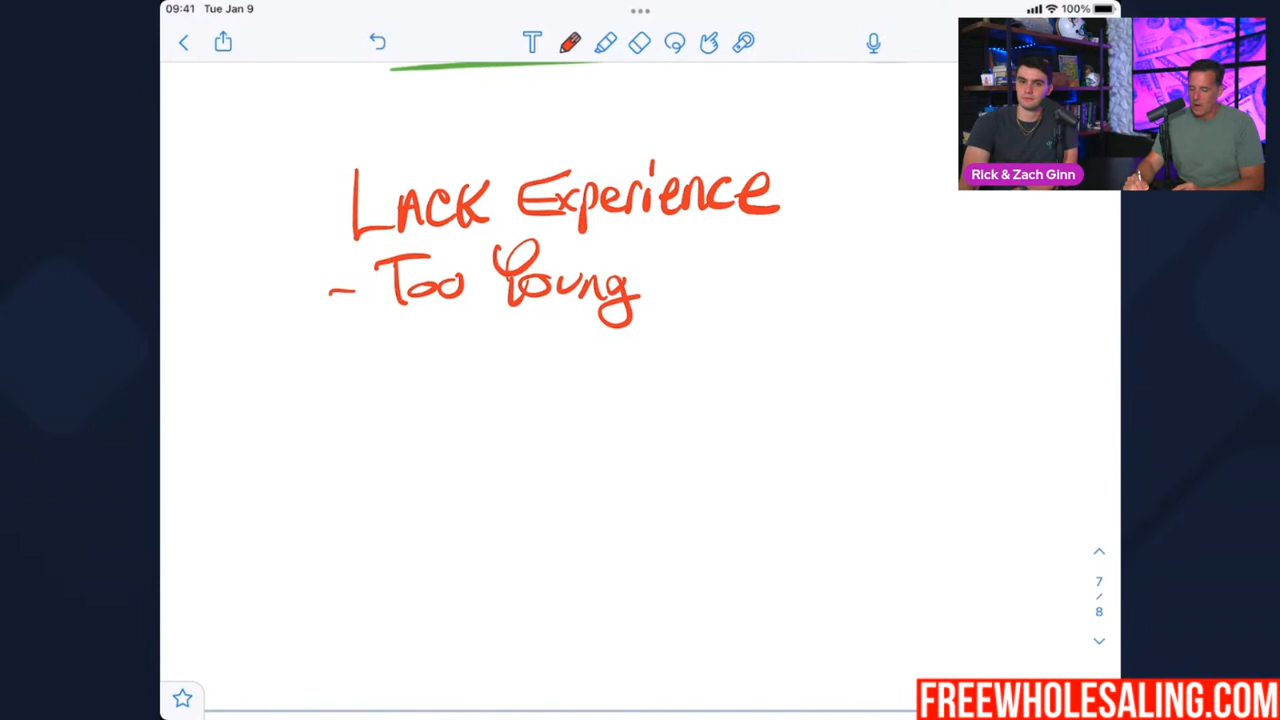 09:41 Tue Jan 9
100%
T
Rick & Zach Ginn
LACK Experience
- Too Young
7
/
8
FREEWHOLESALING.COM